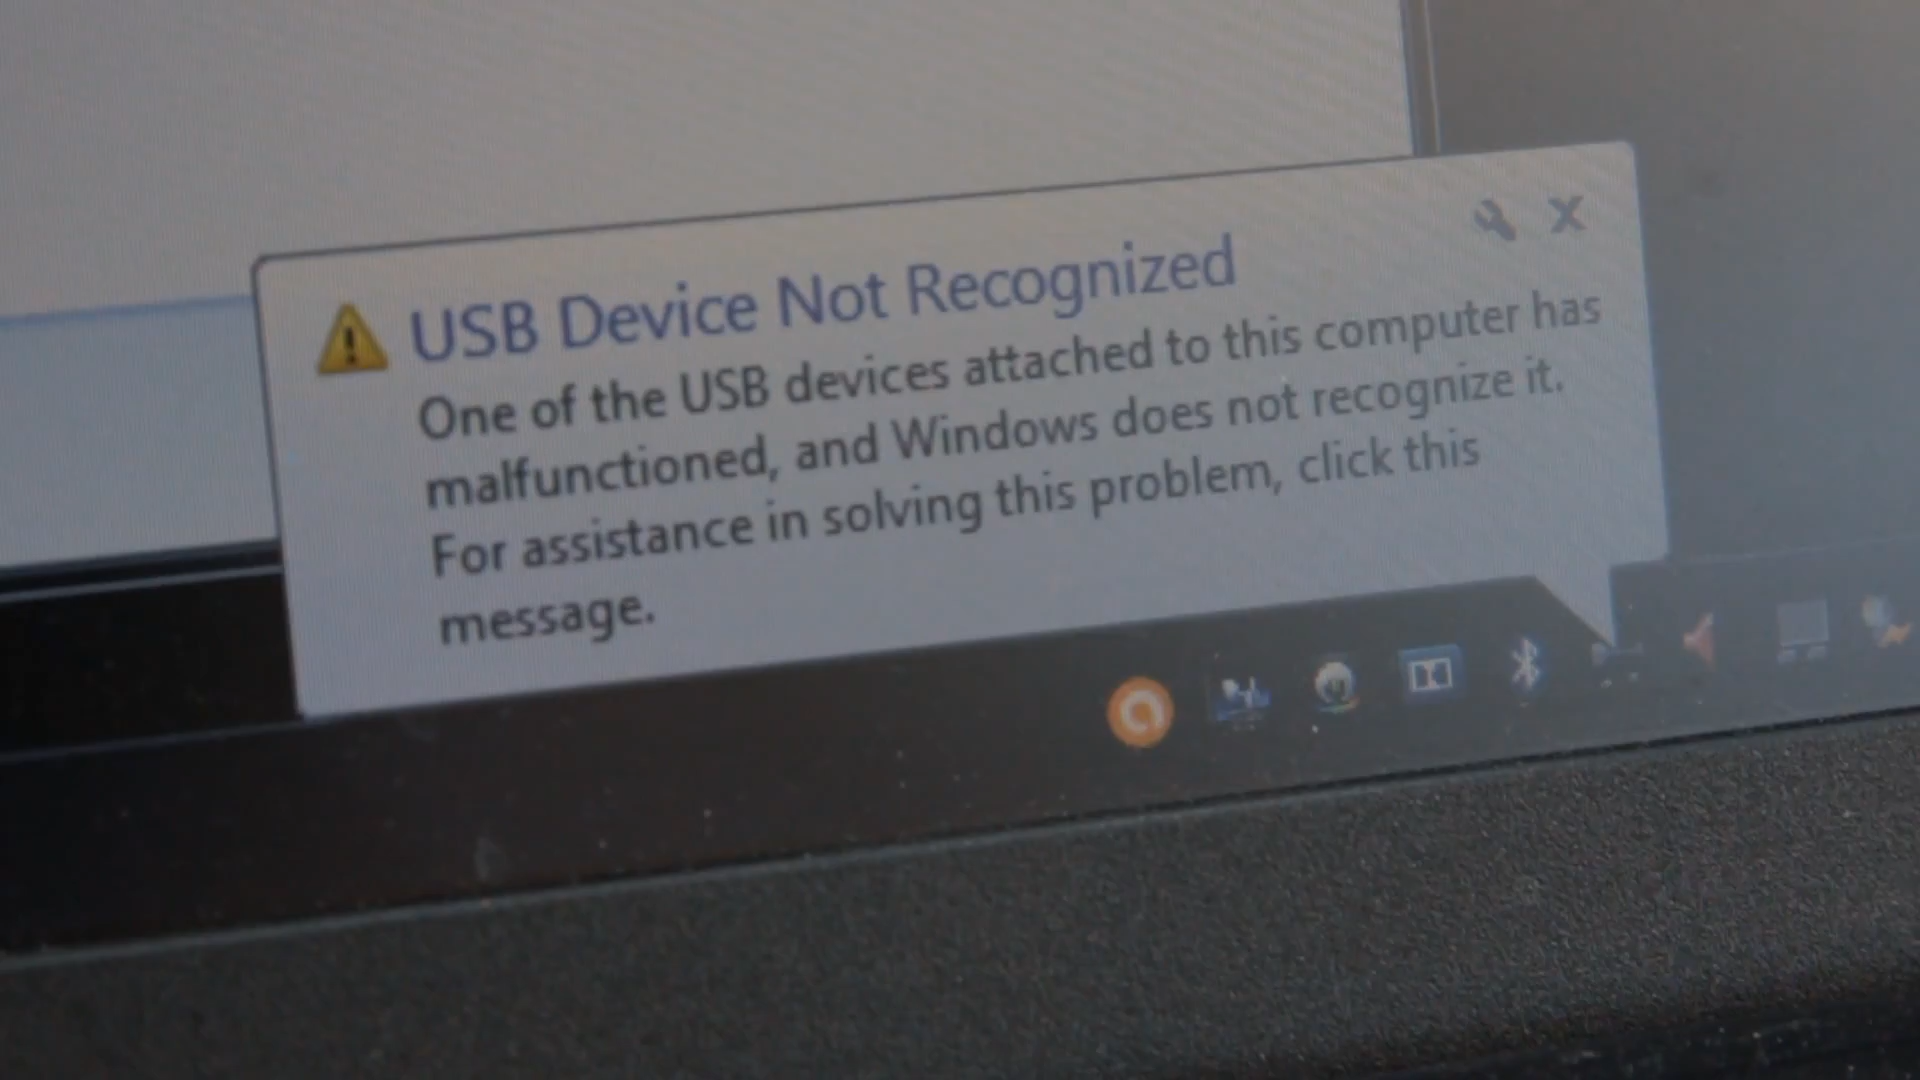 USB Device Not Recognized
One of the USB devices attached to this computer has
malfunctioned, and Windows does not recognize it.
For assistance in solving this problem, click this
message.